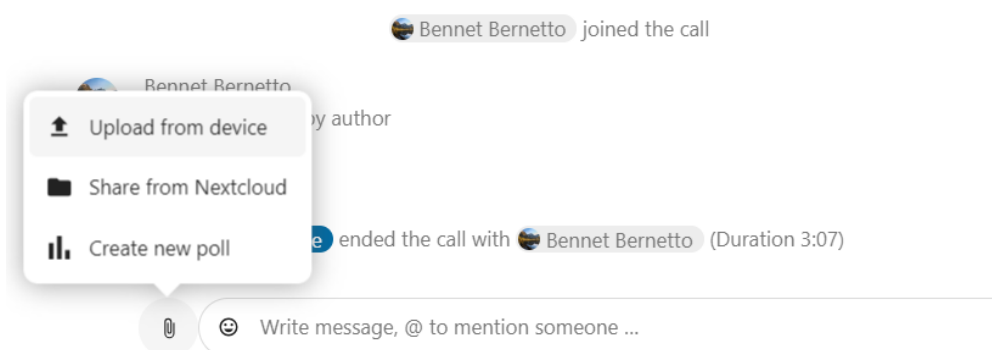 Bennet Bernetto joined the call
Bennet Bernetto
Upload from device
by author
Share from Nextcloud
Create new poll
ended the call with Bennet Bernetto (Duration 3:07)
Write message, @ to mention someone ...